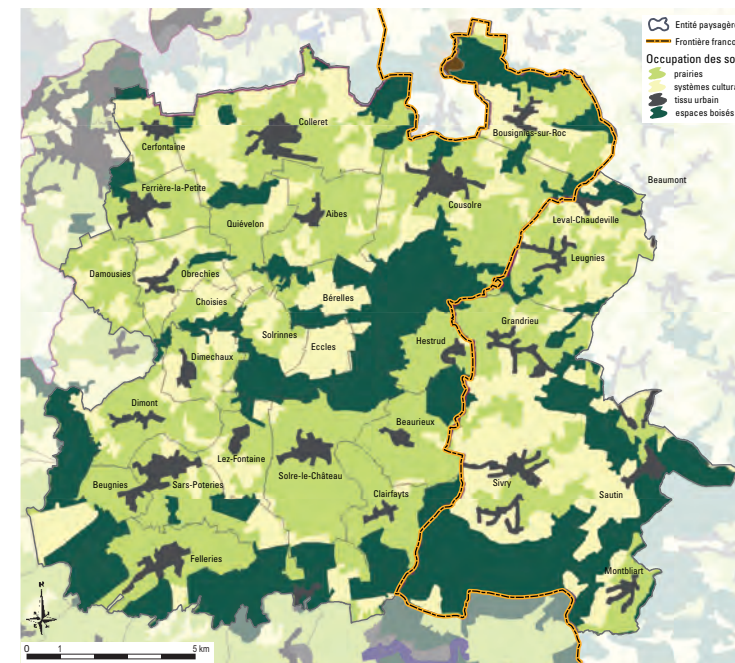 Entité paysagère
Frontière franco
Occupation des so
prairies
systèmes cultura
tissu urbain
espaces boisés
Colleret
Cerfontaine
Bousignies-sur-Roc
Beaumont
Ferrière-la-Petite
Aibes
Cousolre
Quiévelon
Leval-Chaudeville
Leugnies
Damousies
Obrechies
Choisies
Bérelles
Grandrieu
Solrinnes
Eccles
Hestrud
Dimechaux
Dimont
Beaurieux
Lez-Fontaine
Solre-le-Château
Beugnies
Sars-Poteries
Clairfayts
Sivry
Sautin
Felleries
Montbliart
N
0 1 5 km